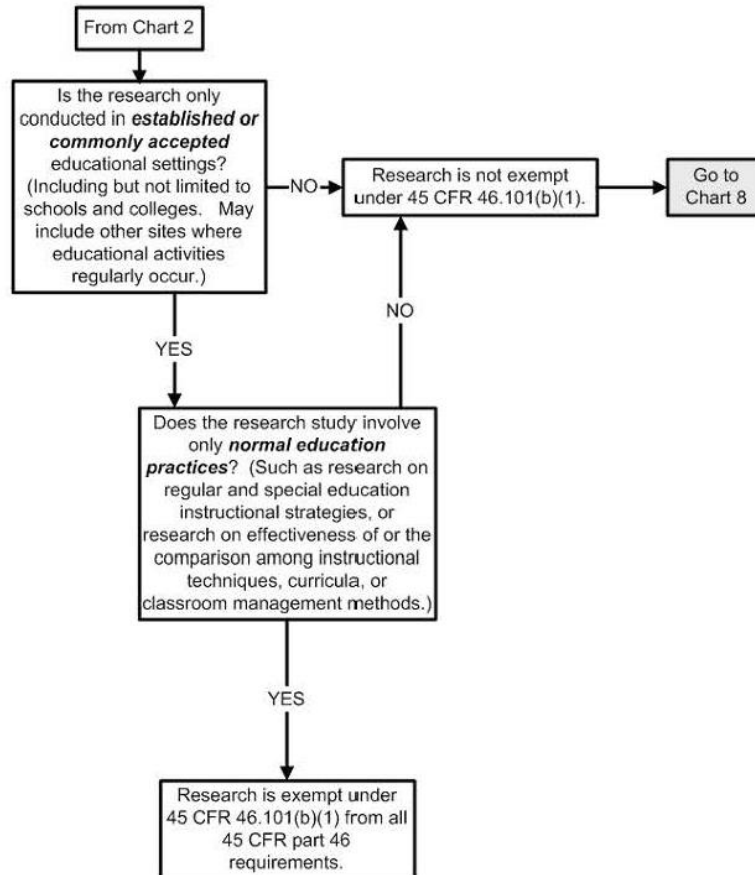 From Chart 2
Is the research only
conducted in established or
commonly accepted
educational settings?
(Including but not limited to
schools and colleges. May
include other sites where
educational activities
regularly occur.)
NO
Research is not exempt
under 45 CFR 46.101(b)(1).
Go to
Chart 8
NO
YES
Does the research study involve
only normal education
practices? (Such as research on
regular and special education
instructional strategies, or
research on effectiveness of or the
comparison among instructional
techniques, curricula, or
classroom management methods.)
YES
Research is exempt under
45 CFR 46.101(b)(1) from all
45 CFR part 46
requirements.